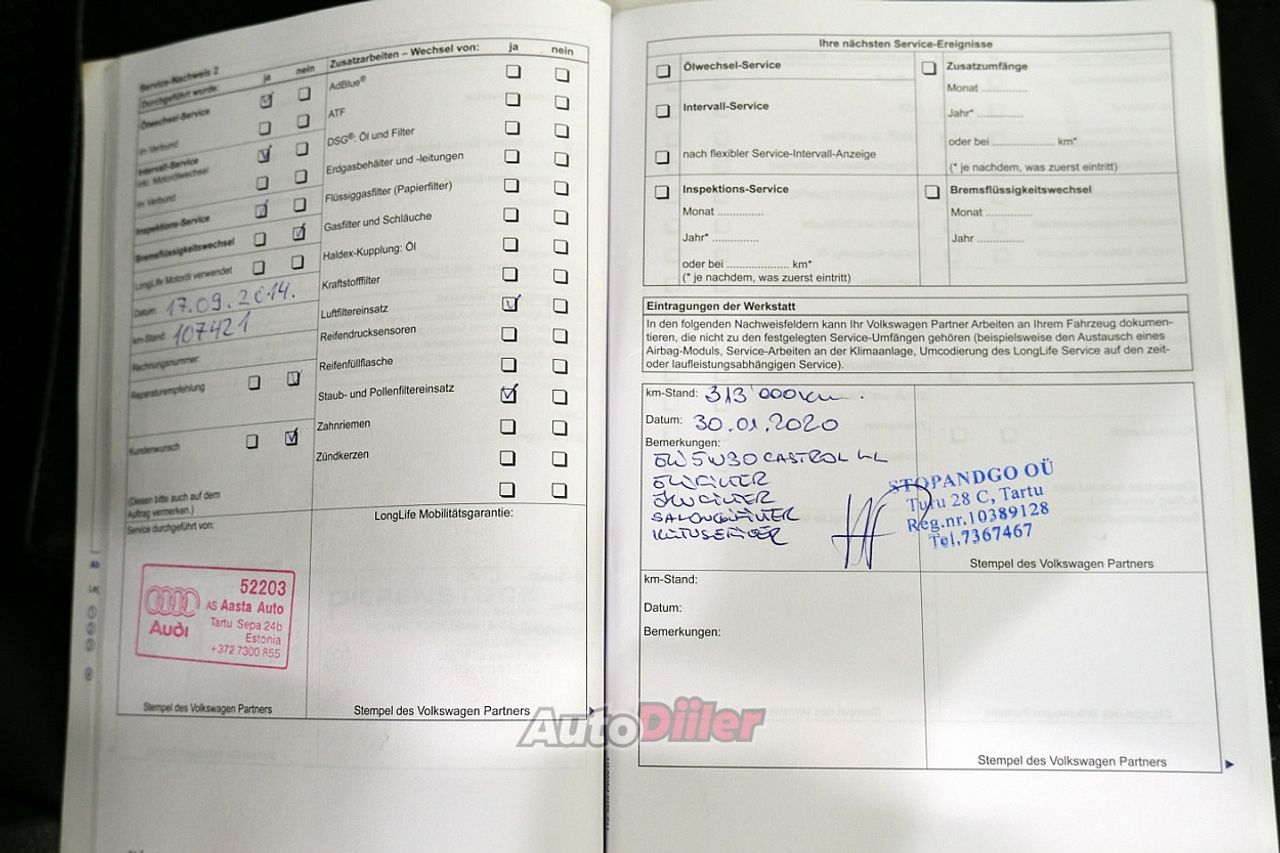 Service-Nachweis 2
Durchgeführt wurde: ja nein
Ölwechsel-Service
im Verbund
Intervall-Service
inkl. Motorölwechsel
im Verbund
Inspektions-Service
Bremsflüssigkeitswechsel
LongLife Motoröl verwendet
Datum: 17.09.2014.
km-Stand: 107421
Rechnungsnummer:
Reparaturempfehlung
Kundenwunsch
(Diesen bitte auch auf dem
Auftrag vermerken.)
Service durchgeführt von:
52203
AS Aasta Auto
Tartu Sepa 24b
Estonia
+372 7300 855
Audi
Stempel des Volkswagen Partners
Zusatzarbeiten – Wechsel von: ja nein
AdBlue®
ATF
DSG®: Öl und Filter
Erdgasbehälter und -leitungen
Flüssiggasfilter (Papierfilter)
Gasfilter und Schläuche
Haldex-Kupplung: Öl
Kraftstofffilter
Luftfiltereinsatz
Reifendrucksensoren
Reifenfüllflasche
Staub- und Pollenfiltereinsatz
Zahnriemen
Zündkerzen
LongLife Mobilitätsgarantie:
Stempel des Volkswagen Partners
Ihre nächsten Service-Ereignisse
Ölwechsel-Service
Intervall-Service
nach flexibler Service-Intervall-Anzeige
Inspektions-Service
Monat ...............
Jahr* ...............
oder bei .................... km*
(* je nachdem, was zuerst eintritt)
Zusatzumfänge
Monat ...............
Jahr* ...............
oder bei .................... km*
(* je nachdem, was zuerst eintritt)
Bremsflüssigkeitswechsel
Monat ...............
Jahr ...............
Eintragungen der Werkstatt
In den folgenden Nachweisfeldern kann Ihr Volkswagen Partner Arbeiten an Ihrem Fahrzeug dokumen-
tieren, die nicht zu den festgelegten Service-Umfängen gehören (beispielsweise den Austausch eines
Airbag-Moduls, Service-Arbeiten an der Klimaanlage, Umcodierung des LongLife Service auf den zeit-
oder laufleistungsabhängigen Service).
km-Stand: 313'000km.
Datum: 30.01.2020
Bemerkungen:
ÕLI 5W30 CASTROL LL
ÕLIFILTER
ÕHUFILTER
SALONGIFILTER
KÜTUSEFILTER
STOPANDGO OÜ
Turu 28 C, Tartu
Reg.nr.10389128
Tel.7367467
Stempel des Volkswagen Partners
km-Stand:
Datum:
Bemerkungen:
Stempel des Volkswagen Partners
AutoDiiler